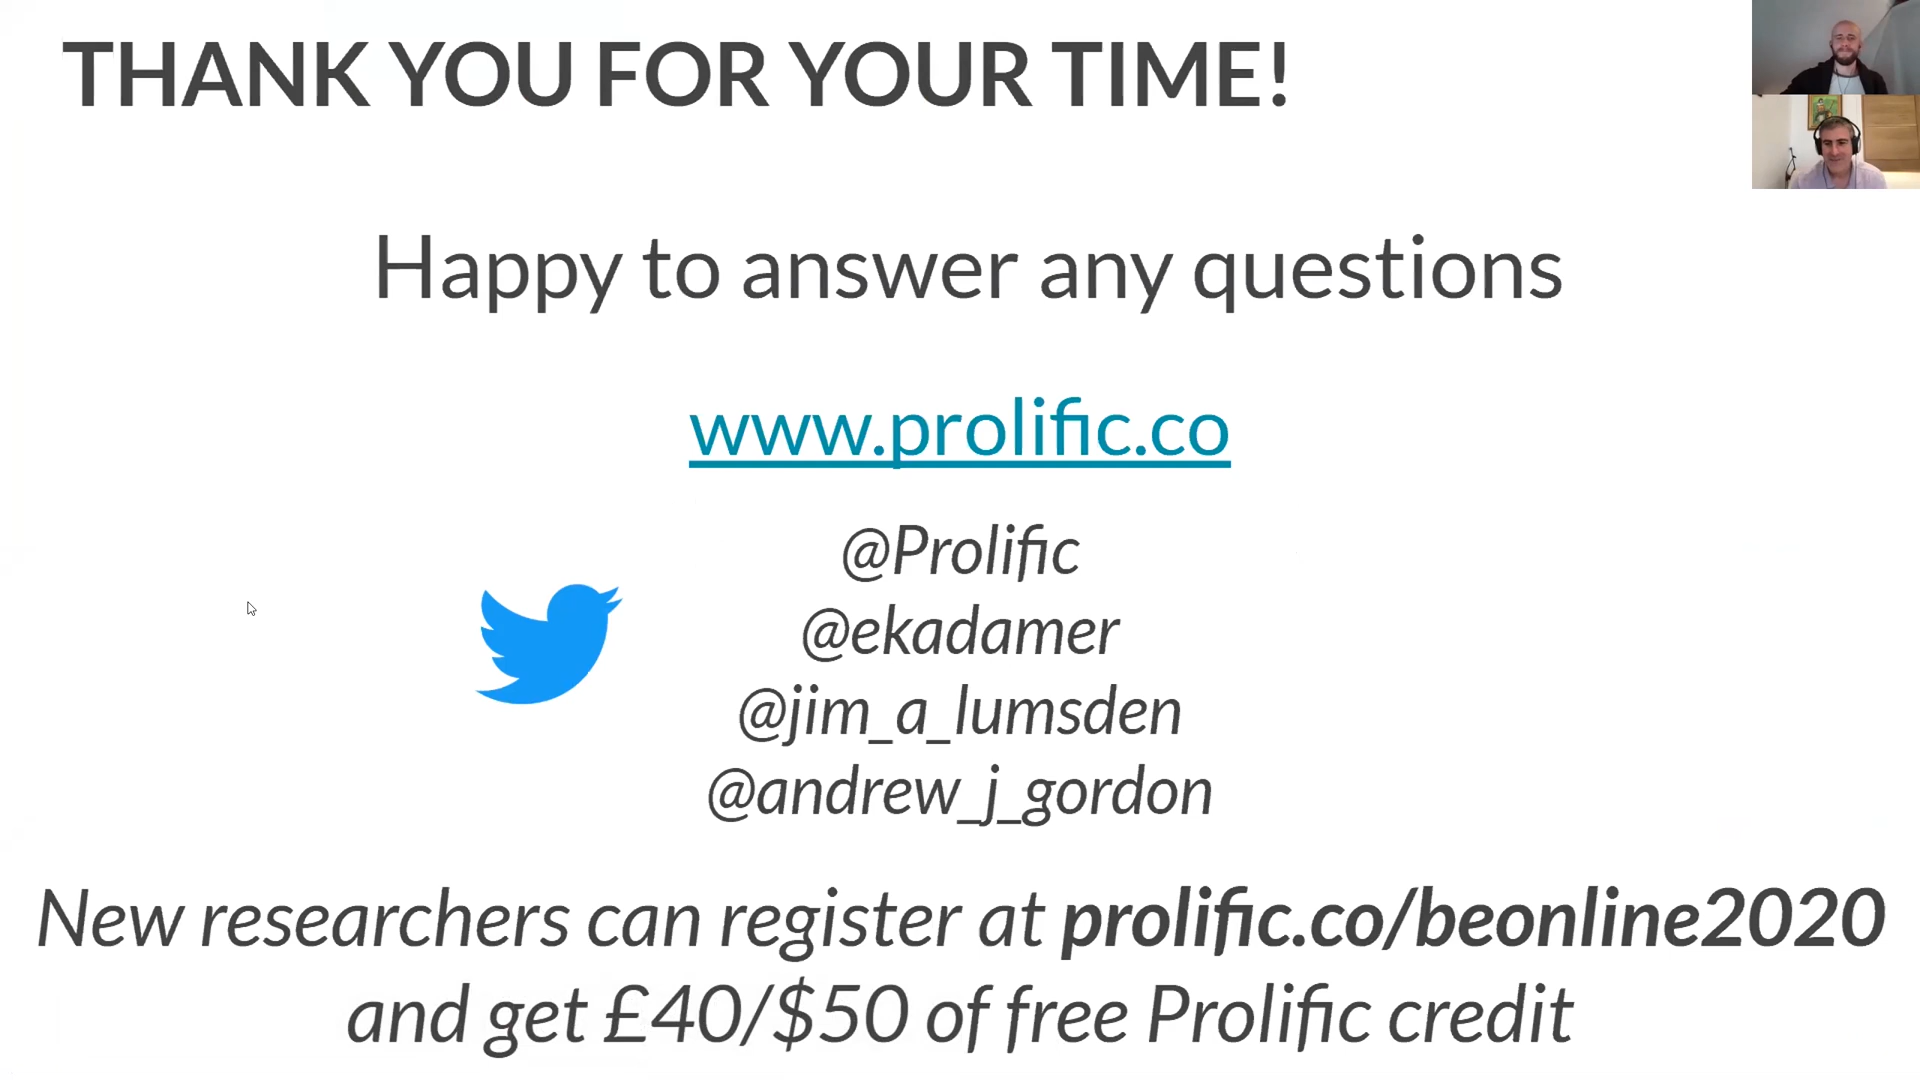 THANK YOU FOR YOUR TIME!
Happy to answer any questions
www.prolific.co
@Prolific
@ekadamer
@jim_a_lumsden
@andrew_j_gordon
New researchers can register at prolific.co/beonline2020
and get £40/$50 of free Prolific credit